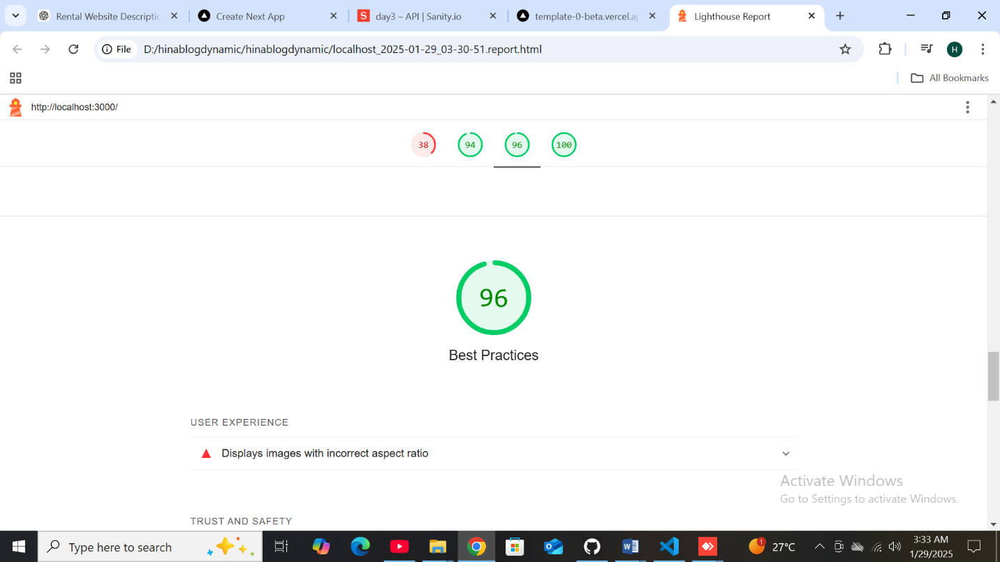 Rental Website Descriptio
Create Next App
S
day3 – API | Sanity.io
template-0-beta.vercel.ap
Lighthouse Report
File
D:/hinablogdynamic/hinablogdynamic/localhost_2025-01-29_03-30-51.report.html
H
All Bookmarks
http://localhost:3000/
38
94
96
100
96
Best Practices
USER EXPERIENCE
Displays images with incorrect aspect ratio
Activate Windows
Go to Settings to activate Windows.
TRUST AND SAFETY
Type here to search
W
1
27°C
3:33 AM
1/29/2025